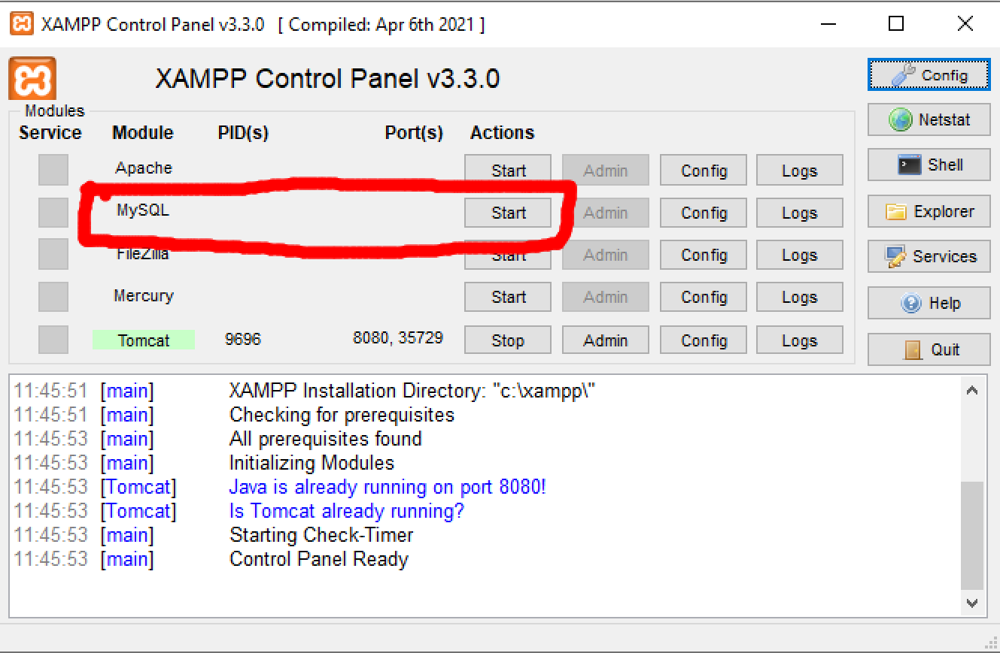 XAMPP Control Panel v3.3.0 [ Compiled: Apr 6th 2021 ]
XAMPP Control Panel v3.3.0
Config
Modules
Netstat
Service Module PID(s) Port(s) Actions
Apache Start Admin Config Logs
Shell
MySQL Start Admin Config Logs
Explorer
FileZilla Start Admin Config Logs
Services
Mercury Start Admin Config Logs
Help
Tomcat 9696 8080, 35729 Stop Admin Config Logs
Quit
11:45:51 [main] XAMPP Installation Directory: "c:\xampp\"
11:45:51 [main] Checking for prerequisites
11:45:53 [main] All prerequisites found
11:45:53 [main] Initializing Modules
11:45:53 [Tomcat] Java is already running on port 8080!
11:45:53 [Tomcat] Is Tomcat already running?
11:45:53 [main] Starting Check-Timer
11:45:53 [main] Control Panel Ready